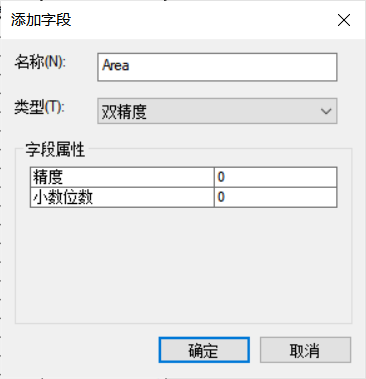 添加字段
名称(N): Area
类型(T): 双精度
字段属性
精度 0
小数位数 0
确定 取消